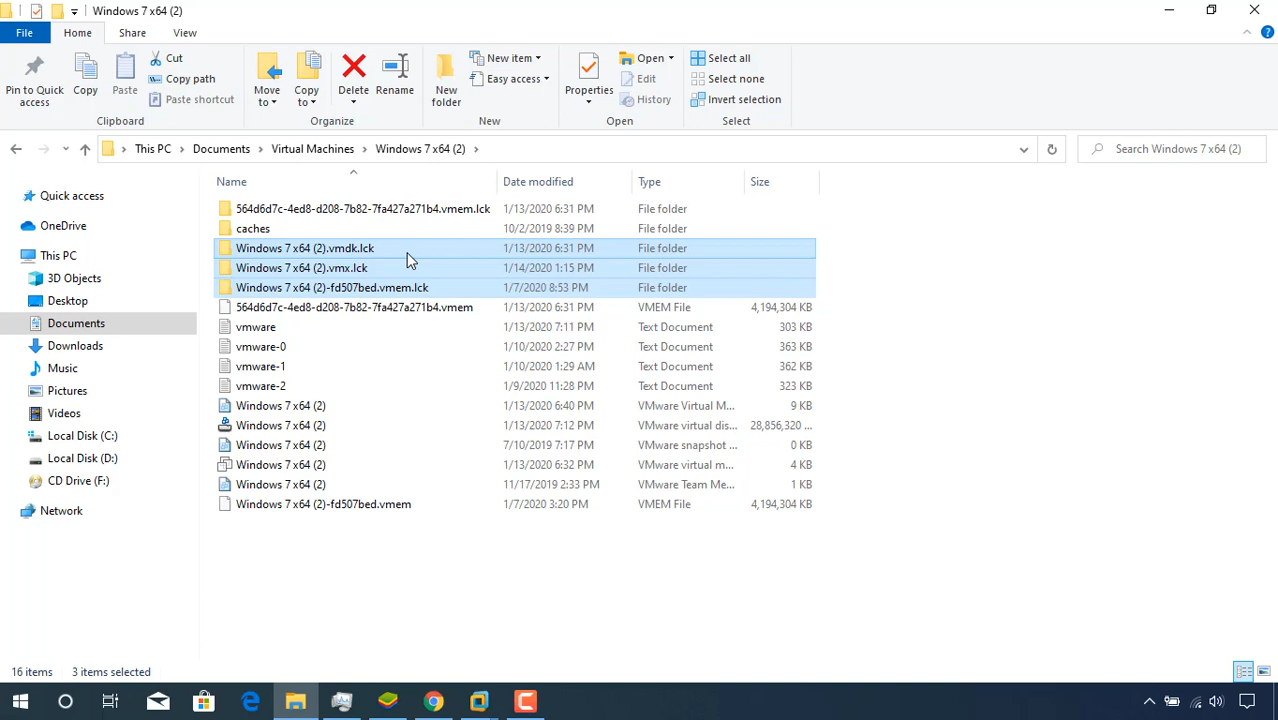 Windows 7 x64 (2)
File
Home
Share
View
Pin to Quick access
Copy
Paste
Cut
Copy path
Paste shortcut
Clipboard
Move to
Copy to
Delete
Rename
Organize
New folder
New item
Easy access
New
Properties
Open
Edit
History
Open
Select all
Select none
Invert selection
Select
This PC
Documents
Virtual Machines
Windows 7 x64 (2)
Search Windows 7 x64 (2)
Quick access
OneDrive
This PC
3D Objects
Desktop
Documents
Downloads
Music
Pictures
Videos
Local Disk (C:)
Local Disk (D:)
CD Drive (F:)
Network
Name Date modified Type Size
564d6d7c-4ed8-d208-7b82-7fa427a271b4.vmem.lck 1/13/2020 6:31 PM File folder
caches 10/2/2019 8:39 PM File folder
Windows 7 x64 (2).vmdk.lck 1/13/2020 6:31 PM File folder
Windows 7 x64 (2).vmx.lck 1/14/2020 1:15 PM File folder
Windows 7 x64 (2)-fd507bed.vmem.lck 1/7/2020 8:53 PM File folder
564d6d7c-4ed8-d208-7b82-7fa427a271b4.vmem 1/13/2020 6:31 PM VMEM File 4,194,304 KB
vmware 1/13/2020 7:11 PM Text Document 303 KB
vmware-0 1/10/2020 2:27 PM Text Document 363 KB
vmware-1 1/10/2020 1:29 AM Text Document 362 KB
vmware-2 1/9/2020 11:28 PM Text Document 323 KB
Windows 7 x64 (2) 1/13/2020 6:40 PM VMware Virtual M... 9 KB
Windows 7 x64 (2) 1/13/2020 7:12 PM VMware virtual dis... 28,856,320 ...
Windows 7 x64 (2) 7/10/2019 7:17 PM VMware snapshot ... 0 KB
Windows 7 x64 (2) 1/13/2020 6:32 PM VMware virtual m... 4 KB
Windows 7 x64 (2) 11/17/2019 2:33 PM VMware Team Me... 1 KB
Windows 7 x64 (2)-fd507bed.vmem 1/7/2020 3:20 PM VMEM File 4,194,304 KB
16 items 3 items selected